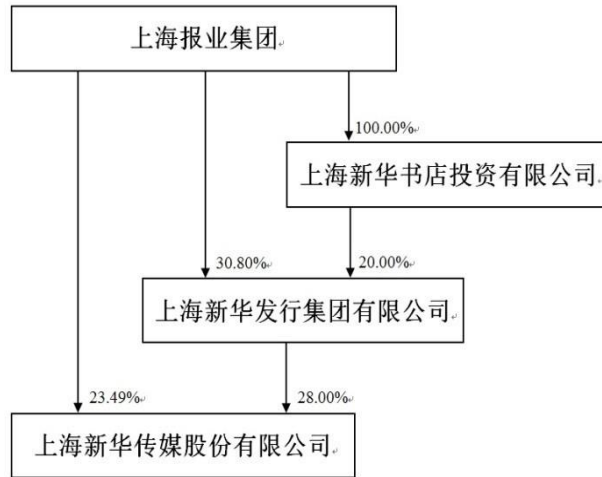 上海报业集团
100.00%
上海新华书店投资有限公司
30.80%
20.00%
上海新华发行集团有限公司
23.49%
28.00%
上海新华传媒股份有限公司